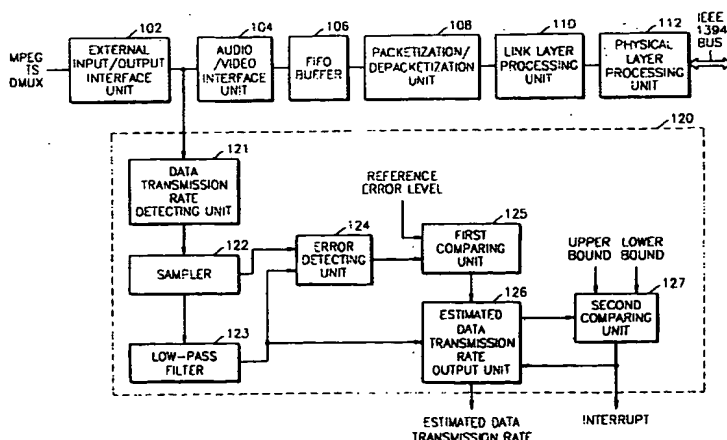 102
104
106
108
110
112
MPEG
TS
DMUX
EXTERNAL
INPUT/OUTPUT
INTERFACE
UNIT
AUDIO
/VIDEO
INTERFACE
UNIT
FIFO
BUFFER
PACKETIZATION/
DEPACKETIZATION
UNIT
LINK LAYER
PROCESSING
UNIT
PHYSICAL
LAYER
PROCESSING
UNIT
IEEE
1394
BUS
120
121
DATA
TRANSMISSION
RATE
DETECTING UNIT
122
SAMPLER
123
LOW-PASS
FILTER
124
ERROR
DETECTING
UNIT
REFERENCE
ERROR LEVEL
125
FIRST
COMPARING
UNIT
126
ESTIMATED
DATA
TRANSMISSION
RATE
OUTPUT UNIT
UPPER
BOUND
LOWER
BOUND
127
SECOND
COMPARING
UNIT
ESTIMATED DATA
TRANSMISSION RATE
INTERRUPT